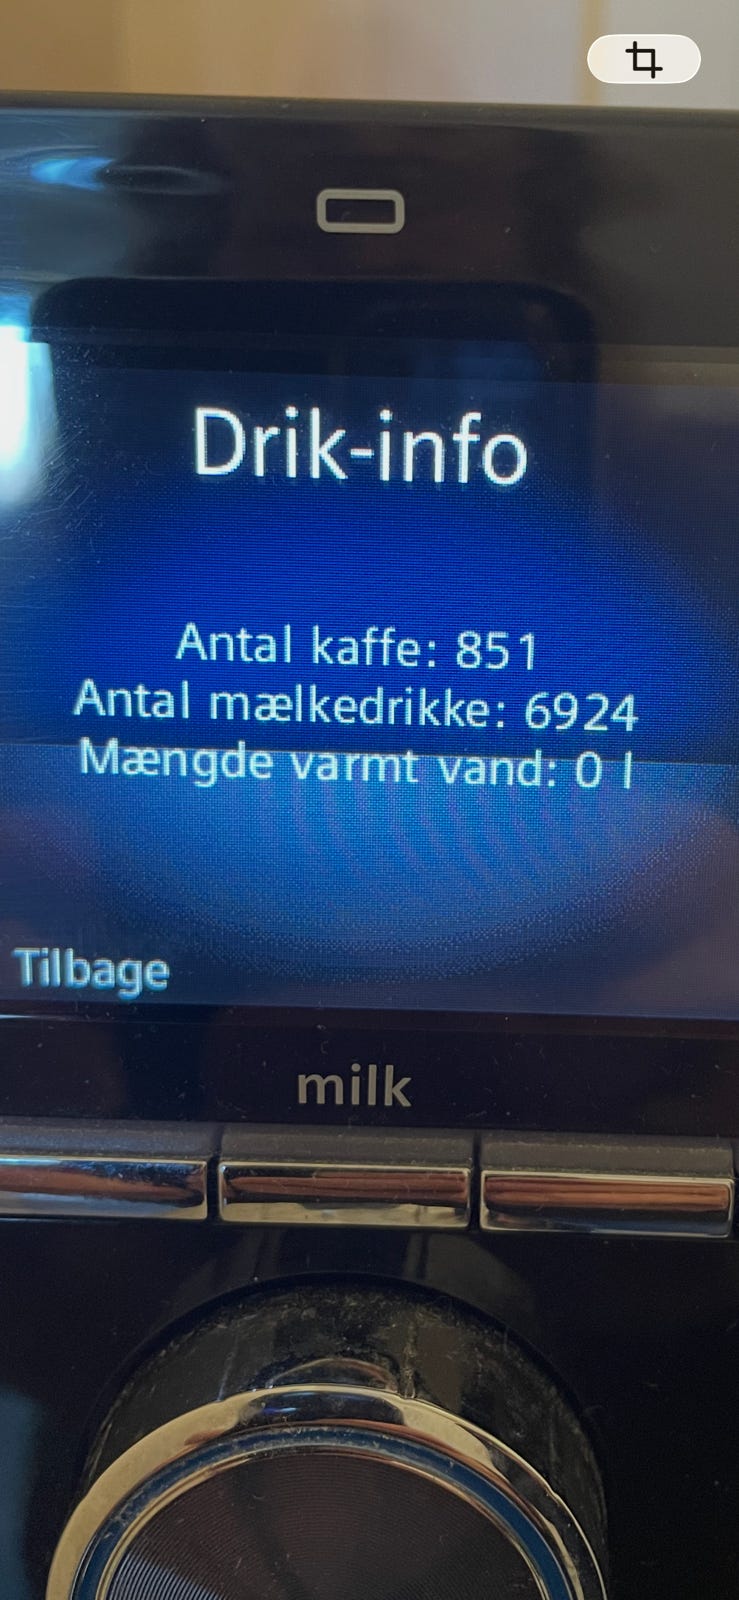 Drik-info
Antal kaffe: 851
Antal mælkedrikke: 6924
Mængde varmt vand: 0 l
Tilbage
milk